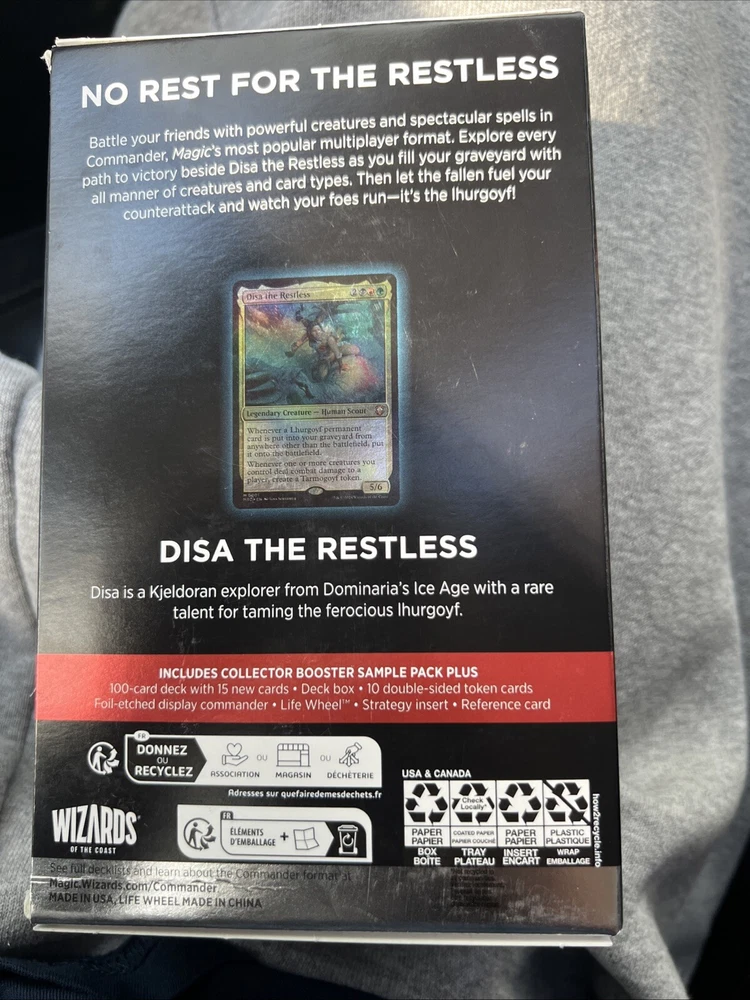 NO REST FOR THE RESTLESS
Battle your friends with powerful creatures and spectacular spells in
Commander, Magic's most popular multiplayer format. Explore every
path to victory beside Disa the Restless as you fill your graveyard with
all manner of creatures and card types. Then let the fallen fuel your
counterattack and watch your foes run—it's the lhurgoyf!
Disa the Restless
Legendary Creature — Human Scout
Whenever a Lhurgoyf permanent
card is put into your graveyard from
anywhere other than the battlefield, put
it onto the battlefield.
Whenever one or more creatures you
control deal combat damage to a
player, create a Tarmogoyf token.
5/6
DISA THE RESTLESS
Disa is a Kjeldoran explorer from Dominaria's Ice Age with a rare
talent for taming the ferocious lhurgoyf.
INCLUDES COLLECTOR BOOSTER SAMPLE PACK PLUS
100-card deck with 15 new cards • Deck box • 10 double-sided token cards
Foil-etched display commander • Life Wheel™ • Strategy insert • Reference card
FR
DONNEZ
OU
RECYCLEZ
ASSOCIATION
OU
MAGASIN
OU
DÉCHÈTERIE
Adresses sur quefairedemesdechets.fr
FR
ÉLÉMENTS
D'EMBALLAGE
+
USA & CANADA
Check
Locally*
PAPER
PAPIER
BOX
BOÎTE
COATED PAPER
PAPIER COUCHÉ
TRAY
PLATEAU
PAPER
PAPIER
INSERT
ENCART
PLASTIC
PLASTIQUE
WRAP
EMBALLAGE
how2recycle.info
WIZARDS
OF THE COAST
See full decklists and learn about the Commander format at
Magic.Wizards.com/Commander
MADE IN USA, LIFE WHEEL MADE IN CHINA